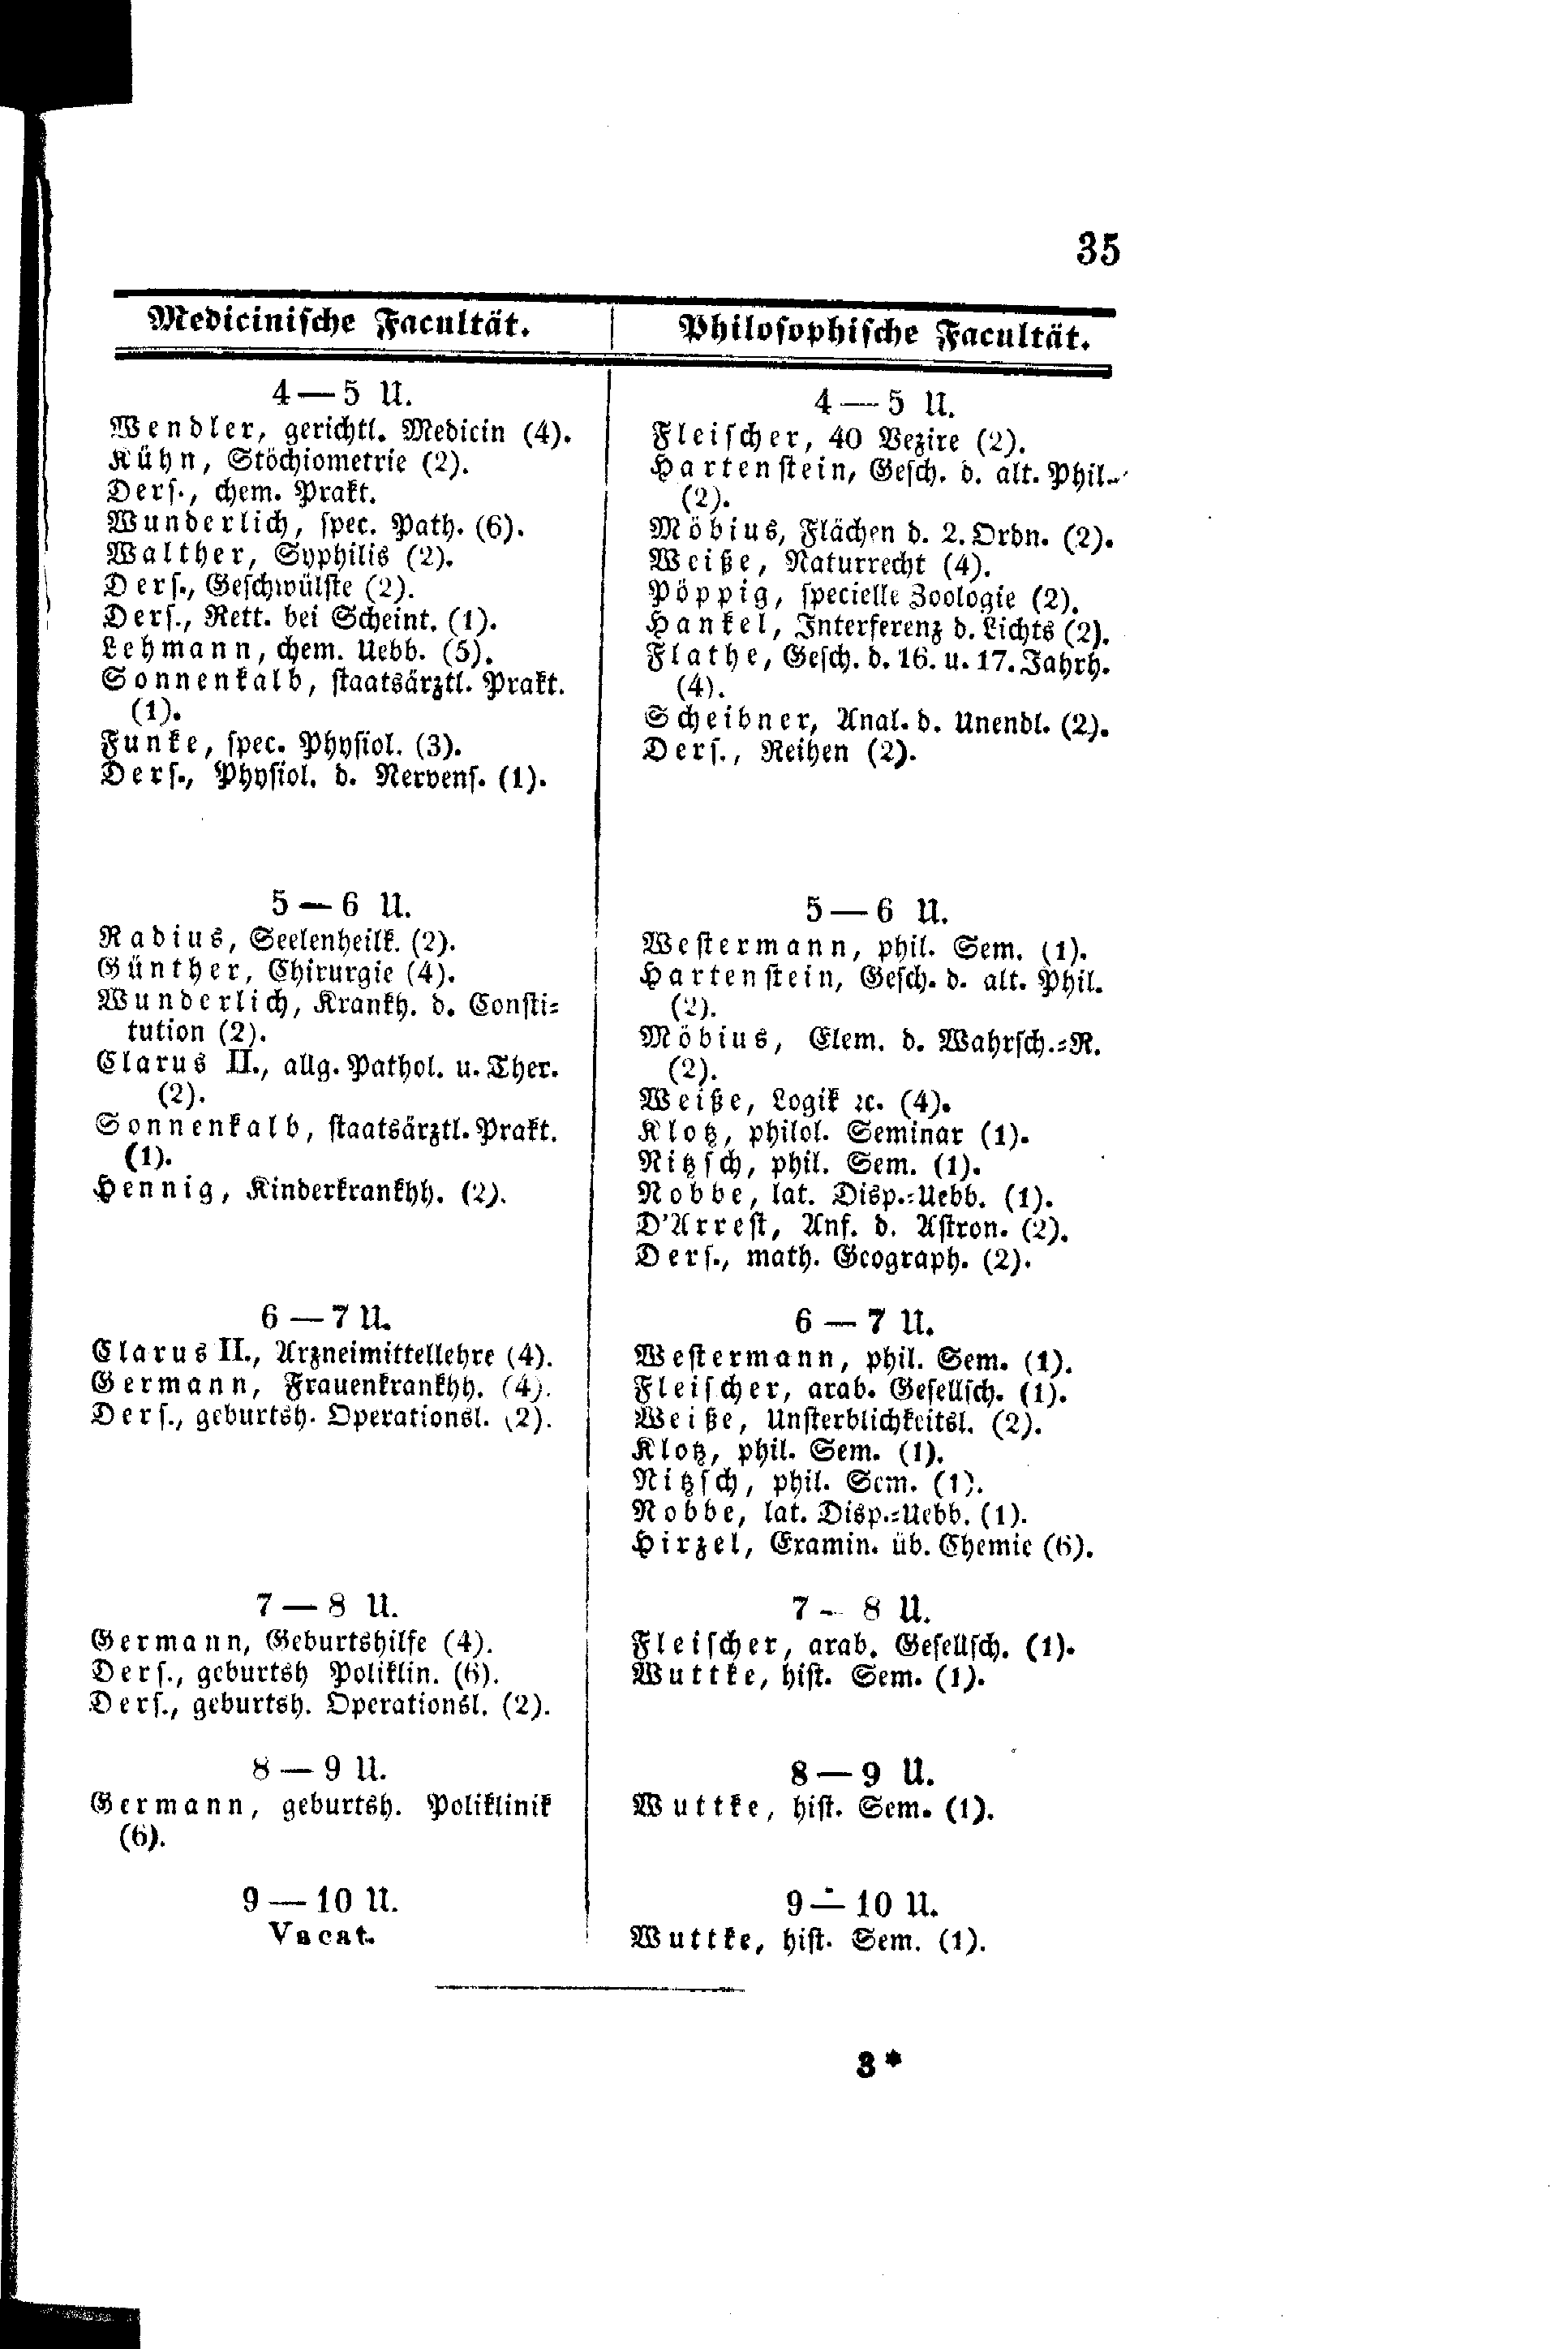 35
Medicinische Facultät.
4 — 5 U.
Wendler, gerichtl. Medicin (4).
Kühn, Stöchiometrie (2).
Ders., chem. Prakt.
Wunderlich, spec. Path. (6).
Walther, Syphilis (2).
Ders., Geschwülste (2).
Ders., Rett. bei Scheint. (1).
Lehmann, chem. Uebb. (5).
Sonnenkalb, staatsärztl. Prakt.
(1).
Funke, spec. Physiol. (3).
Ders., Physiol. d. Nervens. (1).
5 — 6 U.
Radius, Seelenheilk. (2).
Günther, Chirurgie (4).
Wunderlich, Krankh. d. Consti-
tution (2).
Clarus II., allg. Pathol. u. Ther.
(2).
Sonnenkalb, staatsärztl. Prakt.
(1).
Hennig, Kinderkrankhh. (2).
6 — 7 U.
Clarus II., Arzneimittellehre (4).
Germann, Frauenkrankhh. (4).
Ders., geburtsh. Operationsl. (2).
7 — 8 U.
Germann, Geburtshilfe (4).
Ders., geburtsh Poliklin. (6).
Ders., geburtsh. Operationsl. (2).
8 — 9 U.
Germann, geburtsh. Poliklinik
(6).
9 — 10 U.
Vacat.
Philosophische Facultät.
4 — 5 U.
Fleischer, 40 Vezire (2).
Hartenstein, Gesch. d. alt. Phil.
(2).
Möbius, Flächen d. 2. Ordn. (2).
Weiße, Naturrecht (4).
Pöppig, specielle Zoologie (2).
Hankel, Interferenz d. Lichts (2).
Flathe, Gesch. d. 16. u. 17. Jahrh.
(4).
Scheibner, Anal. d. Unendl. (2).
Ders., Reihen (2).
5 — 6 U.
Westermann, phil. Sem. (1).
Hartenstein, Gesch. d. alt. Phil.
(2).
Möbius, Elem. d. Wahrsch.-R.
(2).
Weiße, Logik ꝛc. (4).
Klotz, philol. Seminar (1).
Nitzsch, phil. Sem. (1).
Nobbe, lat. Disp.-Uebb. (1).
D'Arrest, Anf. d. Astron. (2).
Ders., math. Geograph. (2).
6 — 7 U.
Westermann, phil. Sem. (1).
Fleischer, arab. Gesellsch. (1).
Weiße, Unsterblichkeitsl. (2).
Klotz, phil. Sem. (1).
Nitzsch, phil. Sem. (1).
Nobbe, lat. Disp.-Uebb. (1).
Hirzel, Examin. üb. Chemie (6).
7 - 8 U.
Fleischer, arab. Gesellsch. (1).
Wuttke, hist. Sem. (1).
8 — 9 U.
Wuttke, hist. Sem. (1).
9 — 10 U.
Wuttke, hist. Sem. (1).
3*